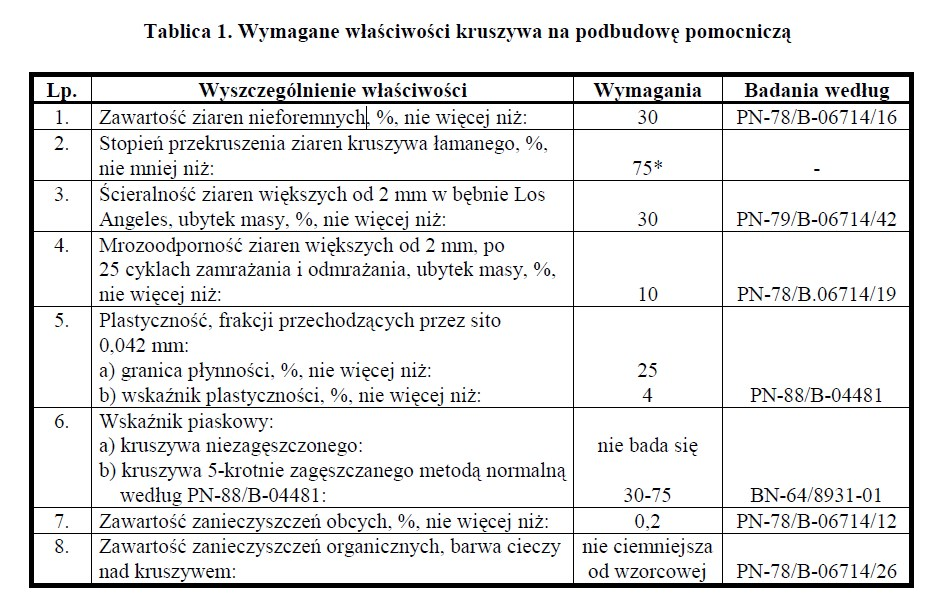 Tablica 1. Wymagane właściwości kruszywa na podbudowę pomocniczą
Lp. Wyszczególnienie właściwości Wymagania Badania według
1. Zawartość ziaren nieforemnych, %, nie więcej niż: 30 PN-78/B-06714/16
2. Stopień przekruszenia ziaren kruszywa łamanego, %,
nie mniej niż: 75* -
3. Ścieralność ziaren większych od 2 mm w bębnie Los
Angeles, ubytek masy, %, nie więcej niż: 30 PN-79/B-06714/42
4. Mrozoodporność ziaren większych od 2 mm, po
25 cyklach zamrażania i odmrażania, ubytek masy, %,
nie więcej niż: 10 PN-78/B.06714/19
5. Plastyczność, frakcji przechodzących przez sito
0,042 mm:
a) granica płynności, %, nie więcej niż: 25
b) wskaźnik plastyczności, %, nie więcej niż: 4 PN-88/B-04481
6. Wskaźnik piaskowy:
a) kruszywa niezagęszczonego: nie bada się
b) kruszywa 5-krotnie zagęszczanego metodą normalną
według PN-88/B-04481: 30-75 BN-64/8931-01
7. Zawartość zanieczyszczeń obcych, %, nie więcej niż: 0,2 PN-78/B-06714/12
8. Zawartość zanieczyszczeń organicznych, barwa cieczy nie ciemniejsza
nad kruszywem: od wzorcowej PN-78/B-06714/26